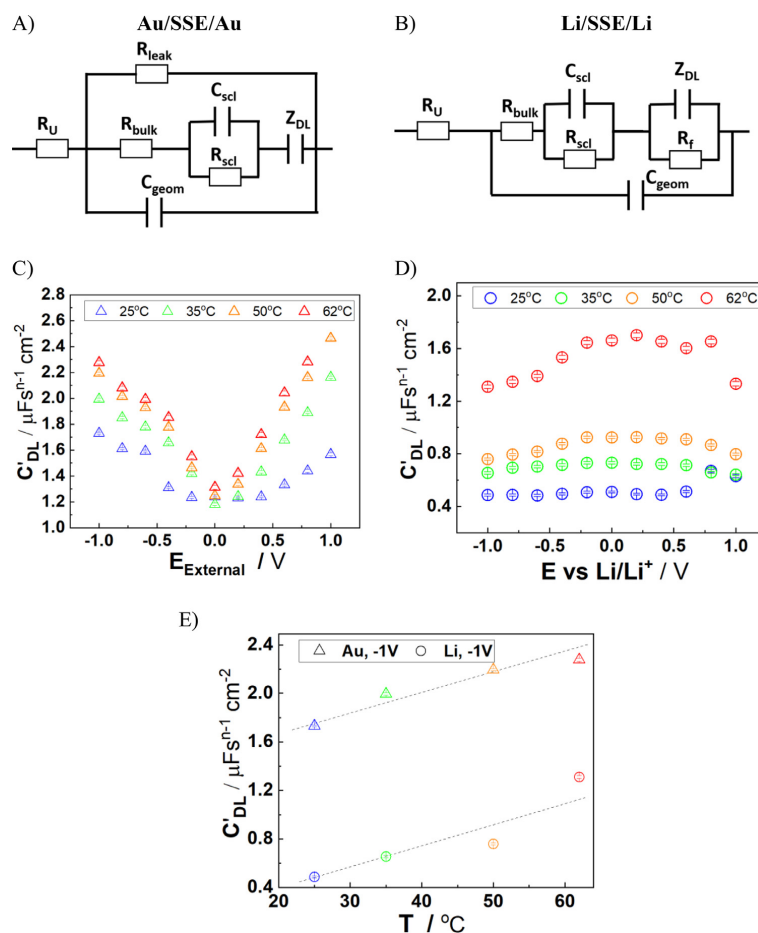 A)
Au/SSE/Au
R_leak
C_scl
Z_DL
R_U
R_bulk
R_scl
C_geom
B)
Li/SSE/Li
C_scl
Z_DL
R_U
R_bulk
R_scl
R_f
C_geom
C)
2.8
2.6
2.4
2.2
2.0
1.8
1.6
1.4
1.2
1.0
25°C 35°C 50°C 62°C
C'_DL / µFs^n-1 cm^-2
-1.0 -0.5 0.0 0.5 1.0
E_External / V
D)
2.0
1.6
1.2
0.8
0.4
25°C 35°C 50°C 62°C
C'_DL / µFs^n-1 cm^-2
-1.0 -0.5 0.0 0.5 1.0
E vs Li/Li^+ / V
E)
2.4
2.0
1.6
1.2
0.8
0.4
Au, -1V Li, -1V
C'_DL / µFs^n-1 cm^-2
20 30 40 50 60
T / °C